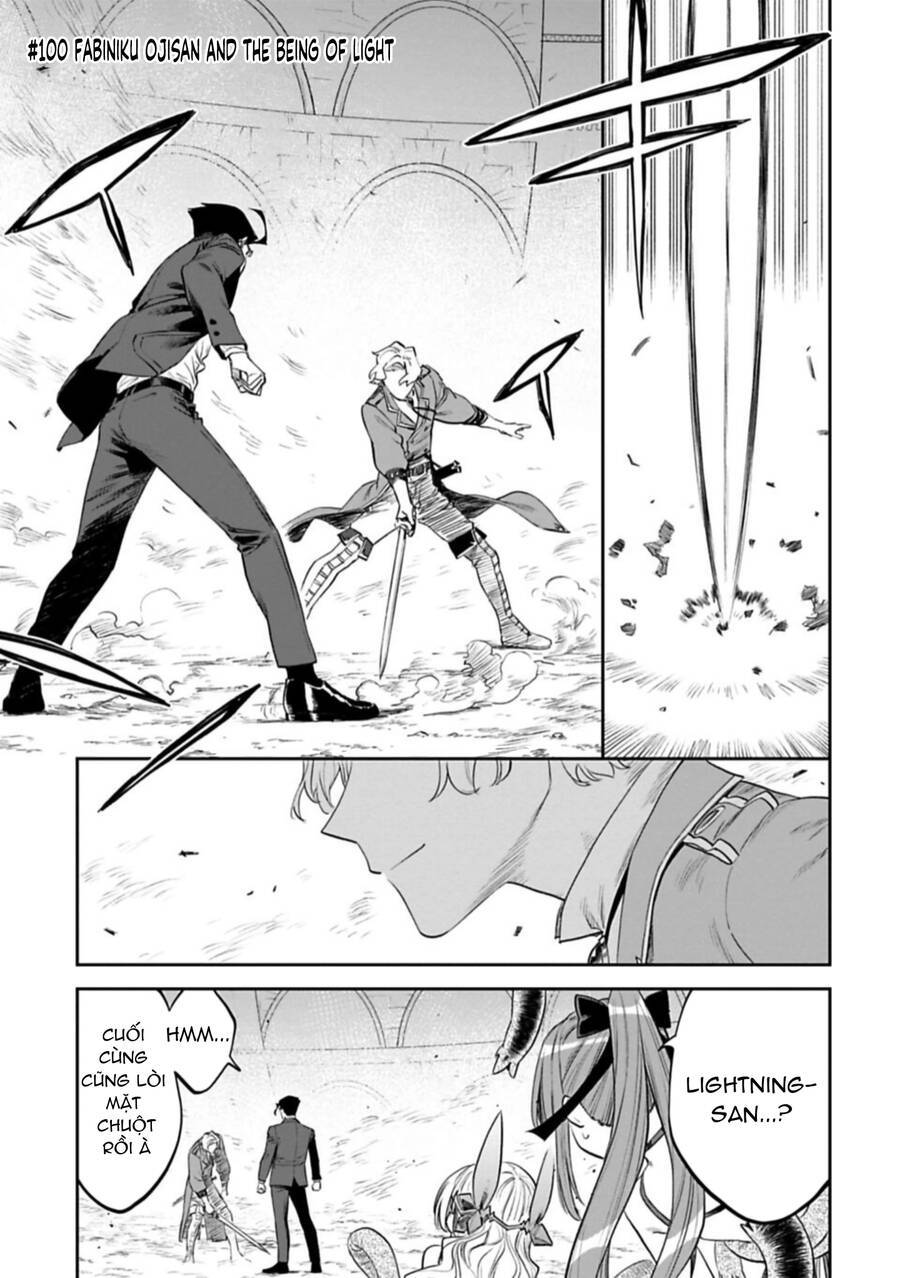 #100 FABINIKU OJISAN AND THE BEING OF LIGHT
LIGHTNING-
SAN...?
HMM...
CUỐI
CÙNG
CŨNG LÒI
MẶT
CHUỘT
RỒI À